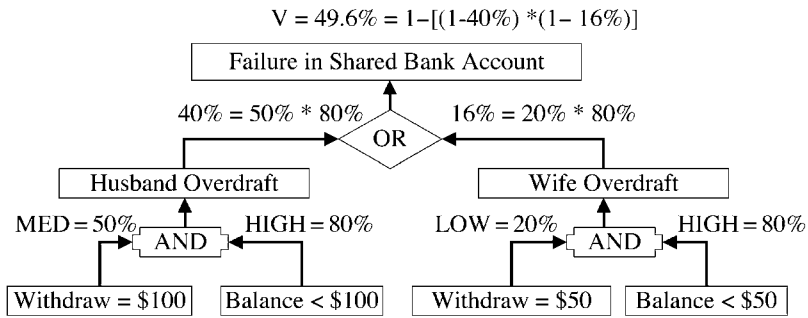 V = 49.6% = 1–[(1-40%) *(1– 16%)]
Failure in Shared Bank Account
40% = 50% * 80%
16% = 20% * 80%
OR
Husband Overdraft
Wife Overdraft
MED = 50%
HIGH = 80%
LOW = 20%
HIGH = 80%
AND
AND
Withdraw = $100
Balance < $100
Withdraw = $50
Balance < $50